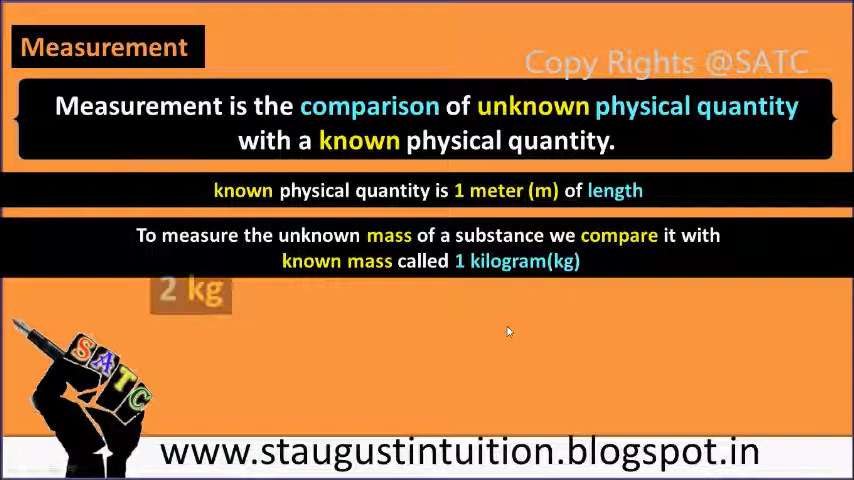 Measurement
Copy Rights @SATC
Measurement is the comparison of unknown physical quantity
with a known physical quantity.
known physical quantity is 1 meter (m) of length
To measure the unknown mass of a substance we compare it with
known mass called 1 kilogram(kg)
2 kg
SATC
www.staugustintuition.blogspot.in